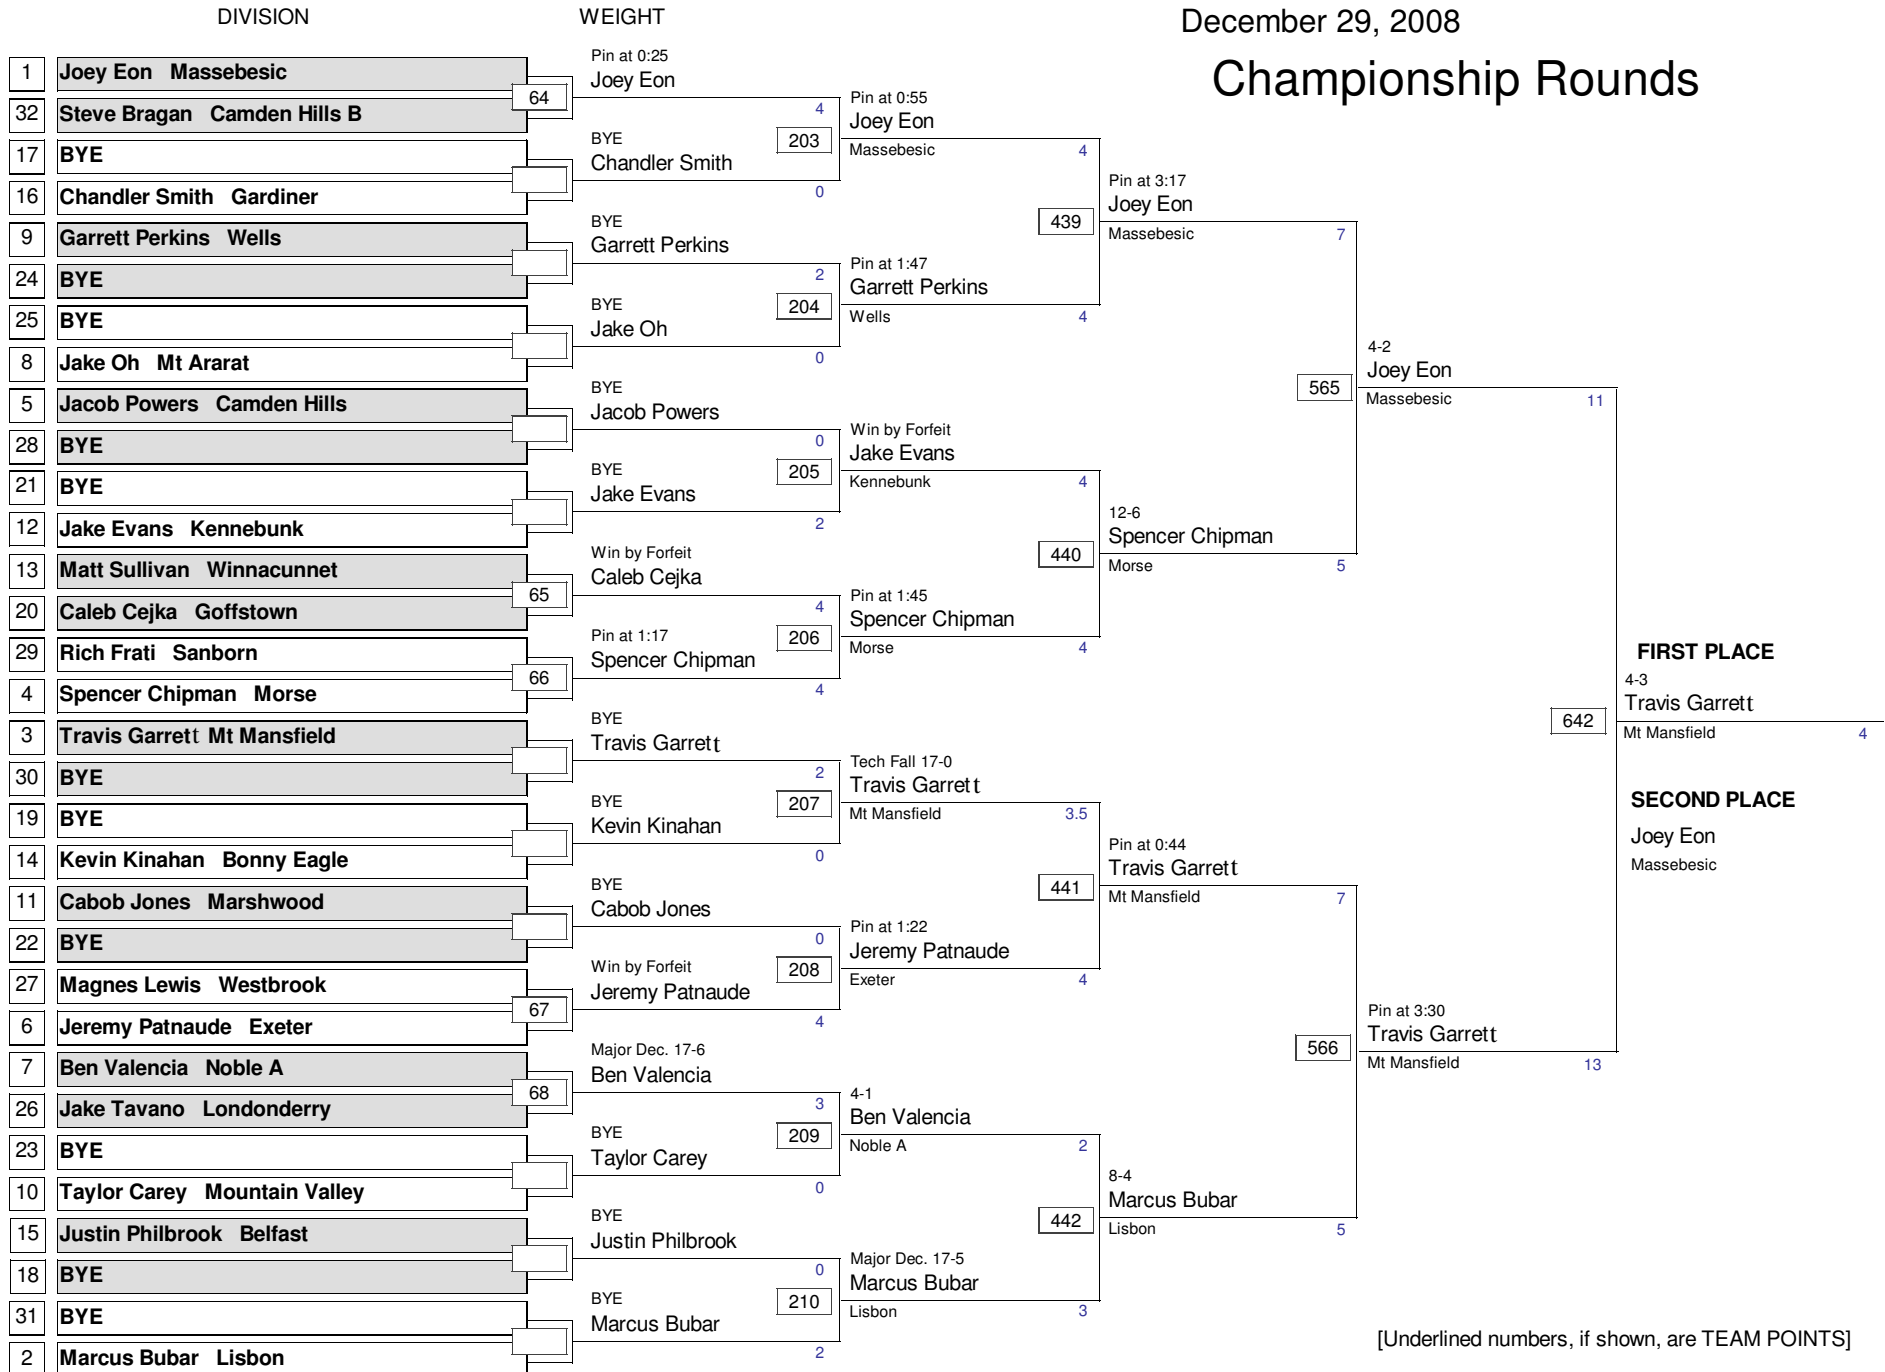 DIVISION
WEIGHT
December 29, 2008
Championship Rounds
1 Joey Eon Massebesic
32 Steve Bragan Camden Hills B
17 BYE
16 Chandler Smith Gardiner
9 Garrett Perkins Wells
24 BYE
25 BYE
8 Jake Oh Mt Ararat
5 Jacob Powers Camden Hills
28 BYE
21 BYE
12 Jake Evans Kennebunk
13 Matt Sullivan Winnacunnet
20 Caleb Cejka Goffstown
29 Rich Frati Sanborn
4 Spencer Chipman Morse
3 Travis Garrett Mt Mansfield
30 BYE
19 BYE
14 Kevin Kinahan Bonny Eagle
11 Cabob Jones Marshwood
22 BYE
27 Magnes Lewis Westbrook
6 Jeremy Patnaude Exeter
7 Ben Valencia Noble A
26 Jake Tavano Londonderry
23 BYE
10 Taylor Carey Mountain Valley
15 Justin Philbrook Belfast
18 BYE
31 BYE
2 Marcus Bubar Lisbon
64
65
66
67
68
Pin at 0:25
Joey Eon
4
BYE
Chandler Smith
0
BYE
Garrett Perkins
2
BYE
Jake Oh
0
BYE
Jacob Powers
0
BYE
Jake Evans
2
Win by Forfeit
Caleb Cejka
4
Pin at 1:17
Spencer Chipman
4
BYE
Travis Garrett
2
BYE
Kevin Kinahan
0
BYE
Cabob Jones
0
Win by Forfeit
Jeremy Patnaude
4
Major Dec. 17-6
Ben Valencia
3
BYE
Taylor Carey
0
BYE
Justin Philbrook
0
BYE
Marcus Bubar
2
203
204
205
206
207
208
209
210
Pin at 0:55
Joey Eon
Massebesic 4
Pin at 1:47
Garrett Perkins
Wells 4
Win by Forfeit
Jake Evans
Kennebunk 4
Pin at 1:45
Spencer Chipman
Morse 4
Tech Fall 17-0
Travis Garrett
Mt Mansfield 3.5
Pin at 1:22
Jeremy Patnaude
Exeter 4
4-1
Ben Valencia
Noble A 2
Major Dec. 17-5
Marcus Bubar
Lisbon 3
439
440
441
442
Pin at 3:17
Joey Eon
Massebesic 7
12-6
Spencer Chipman
Morse 5
Pin at 0:44
Travis Garrett
Mt Mansfield 7
8-4
Marcus Bubar
Lisbon 5
565
566
4-2
Joey Eon
Massebesic 11
Pin at 3:30
Travis Garrett
Mt Mansfield 13
642
FIRST PLACE
4-3
Travis Garrett
Mt Mansfield 4
SECOND PLACE
Joey Eon
Massebesic
[Underlined numbers, if shown, are TEAM POINTS]